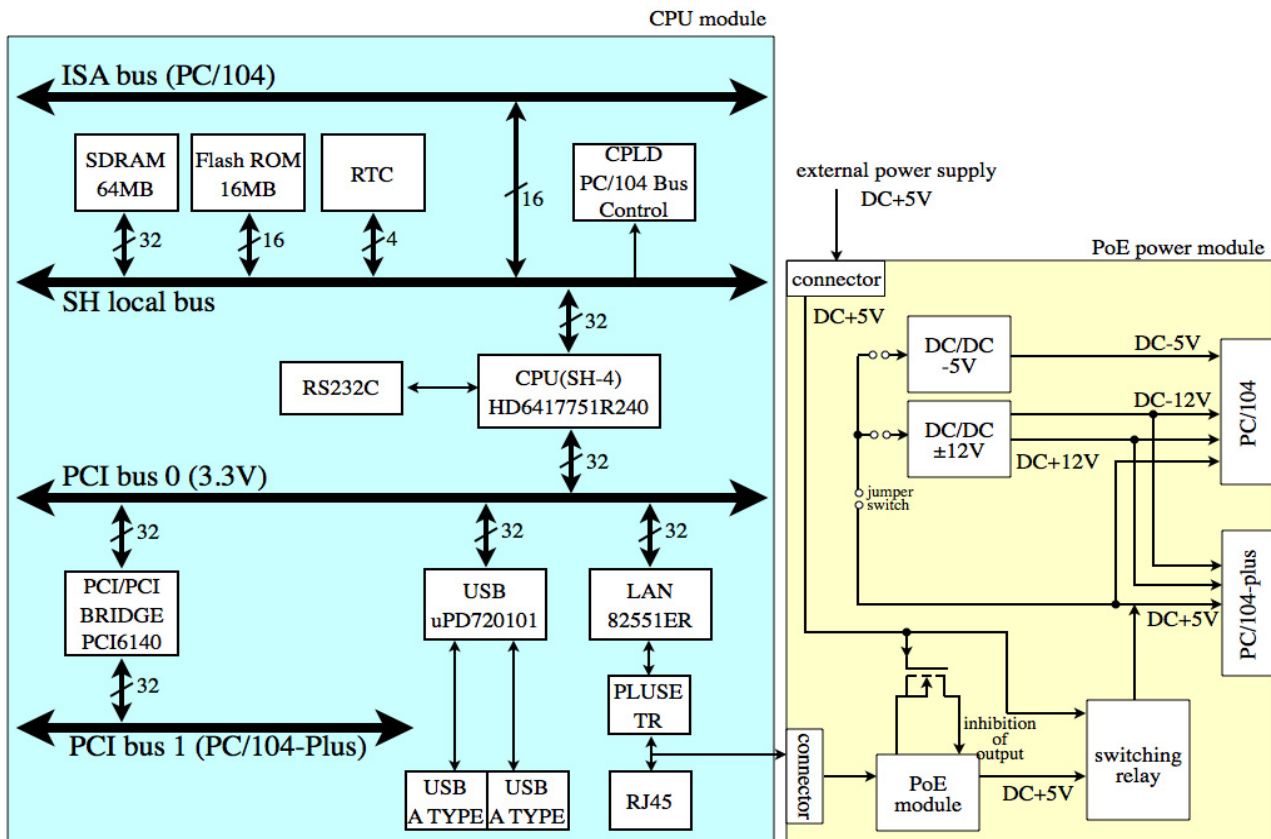 CPU module
ISA bus (PC/104)
SDRAM
64MB
Flash ROM
16MB
RTC
CPLD
PC/104 Bus
Control
16
32
16
4
SH local bus
32
RS232C
CPU(SH-4)
HD6417751R240
32
PCI bus 0 (3.3V)
32
32
32
PCI/PCI
BRIDGE
PCI6140
USB
uPD720101
LAN
82551ER
32
PLUSE
TR
PCI bus 1 (PC/104-Plus)
USB
A TYPE
USB
A TYPE
RJ45
external power supply
DC+5V
PoE power module
connector
DC+5V
DC/DC
-5V
DC-5V
DC/DC
±12V
DC-12V
DC+12V
PC/104
jumper
switch
DC+5V
PC/104-plus
inhibition
of
output
connector
PoE
module
DC+5V
switching
relay